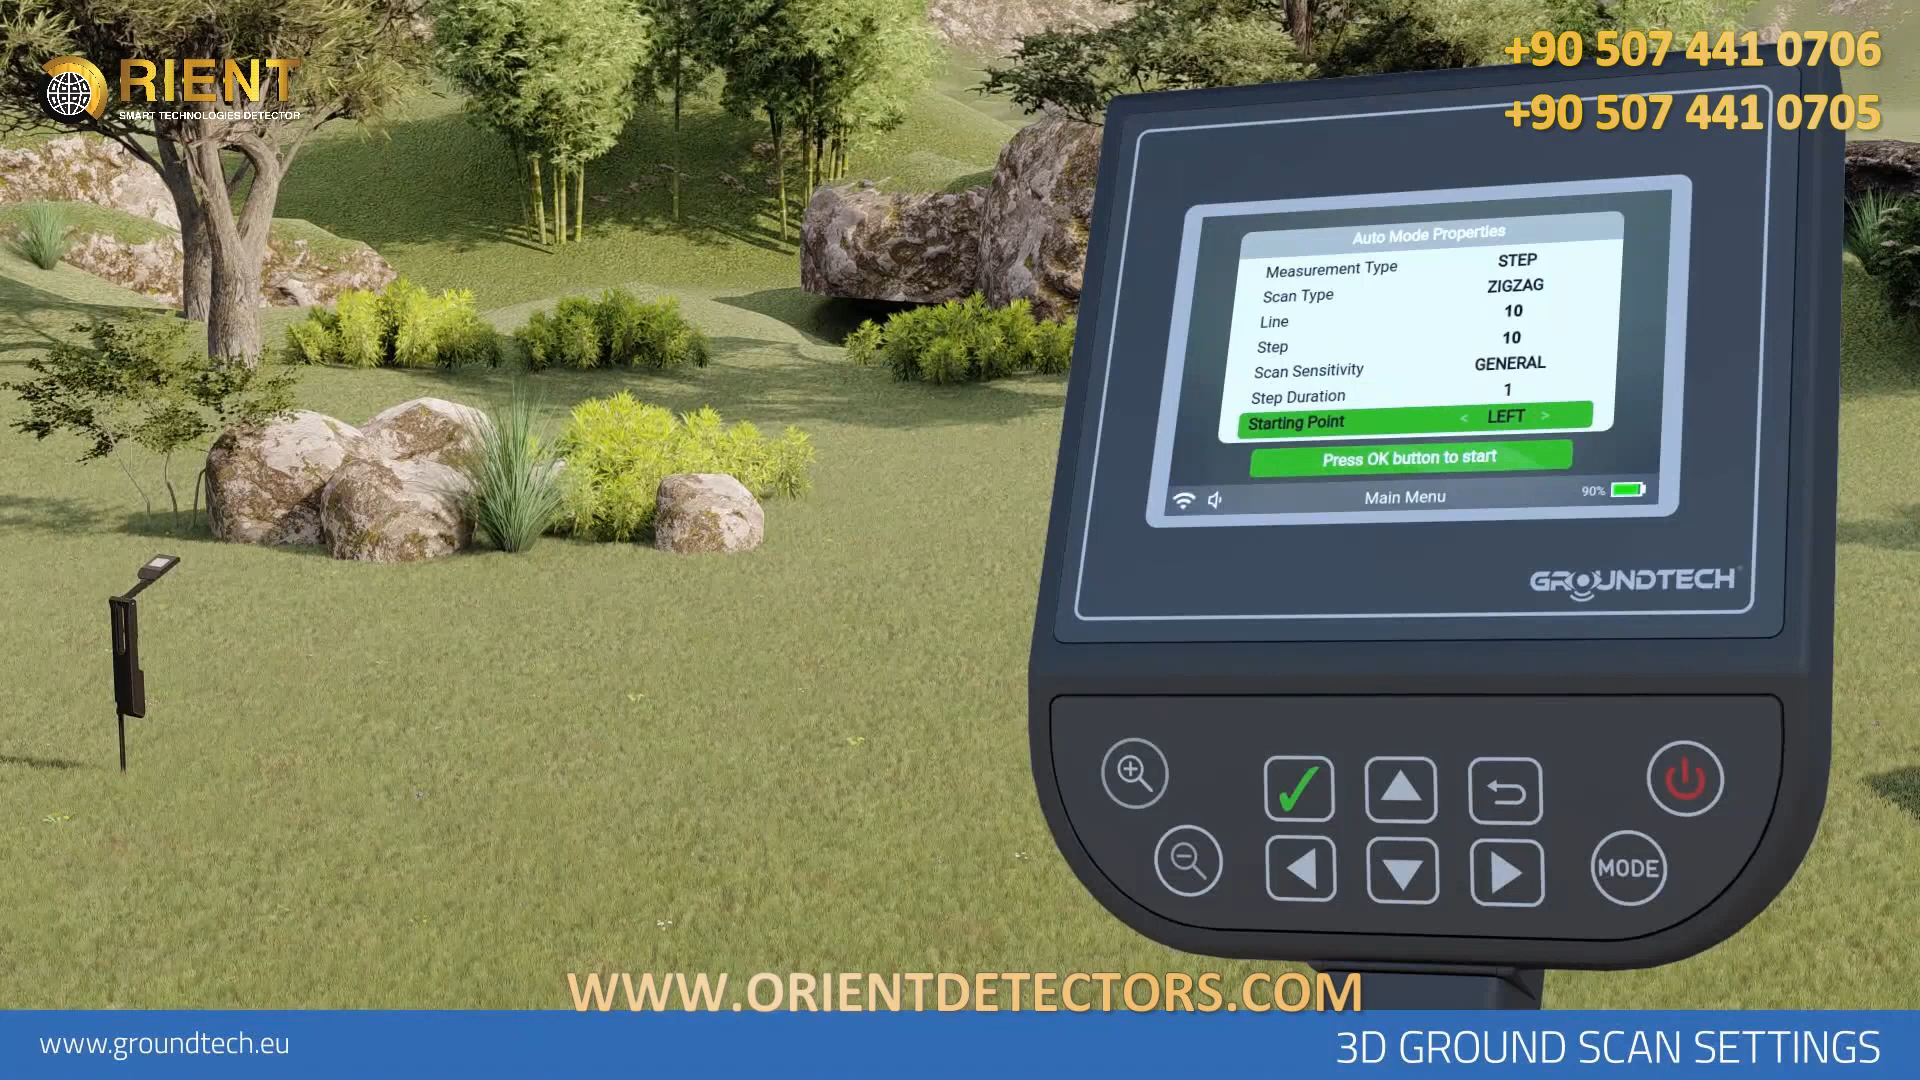 ORIENT
SMART TECHNOLOGIES DETECTOR
+90 507 441 0706
+90 507 441 0705
Auto Mode Properties
Measurement Type STEP
Scan Type ZIGZAG
Line 10
Step 10
Scan Sensitivity GENERAL
Step Duration 1
Starting Point < LEFT >
Press OK button to start
Main Menu 90%
GROUNDTECH
MODE
WWW.ORIENTDETECTORS.COM
www.groundtech.eu
3D GROUND SCAN SETTINGS